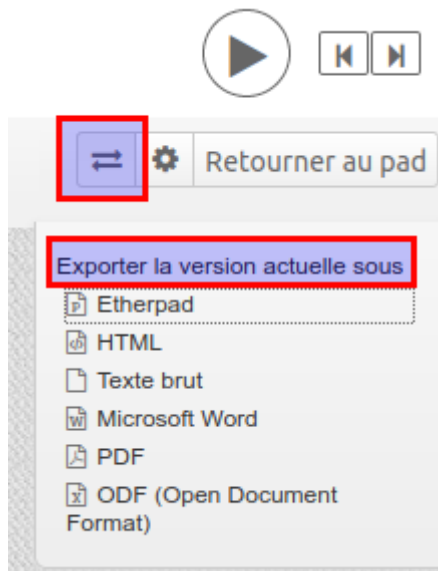 Retourner au pad
Exporter la version actuelle sous
Etherpad
HTML
Texte brut
Microsoft Word
PDF
ODF (Open Document
Format)